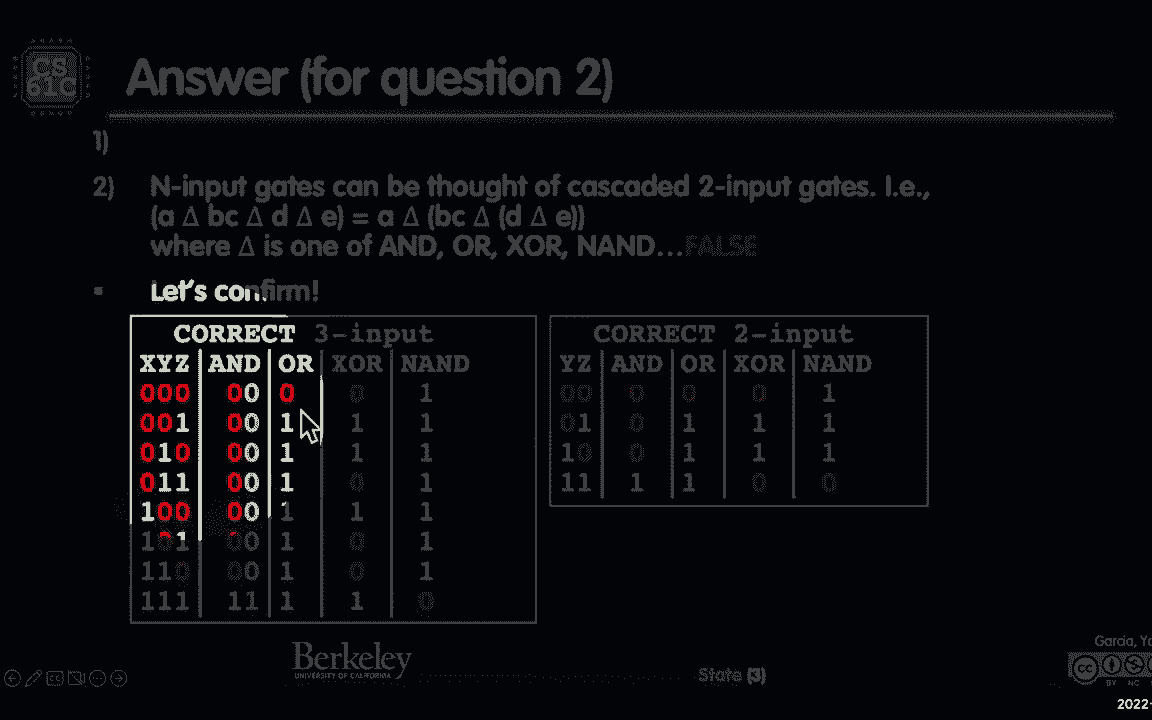 CS
61C
Answer (for question 2)
1)
2) N-input gates can be thought of cascaded 2-input gates. I.e.,
(a Δ bc Δ d Δ e) = a Δ (bc Δ (d Δ e))
where Δ is one of AND, OR, XOR, NAND…FALSE
Let's confirm!
CORRECT 3-input
XYZ AND OR XOR NAND
000 00 0 0 1
001 00 1 1 1
010 00 1 1 1
011 00 1 0 1
100 00 1 1 1
101 00 1 0 1
110 00 1 0 1
111 11 1 1 0
CORRECT 2-input
YZ AND OR XOR NAND
00 0 0 0 1
01 0 1 1 1
10 0 1 1 1
11 1 1 0 0
Berkeley
UNIVERSITY OF CALIFORNIA
State (3)
Garcia,
cc
BY NC
2022-